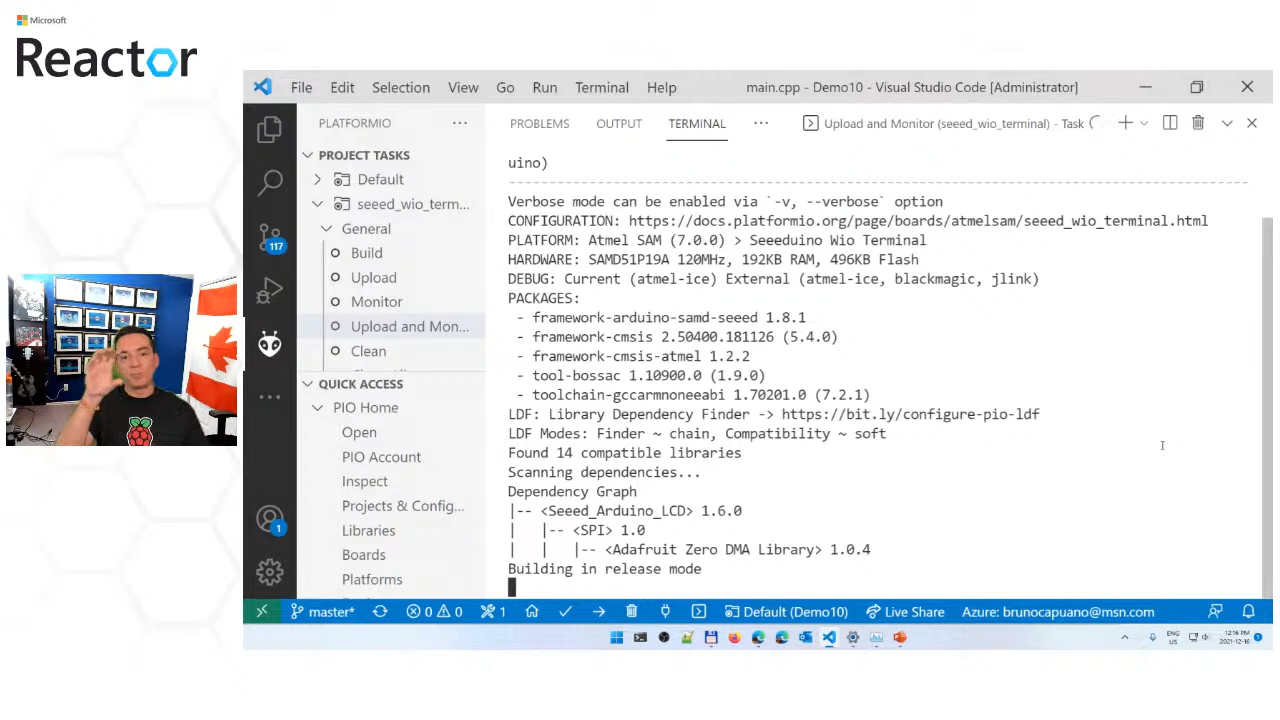 Microsoft
Reactor
File Edit Selection View Go Run Terminal Help
main.cpp - Demo10 - Visual Studio Code [Administrator]
PLATFORMIO ...
PROJECT TASKS
Default
seeed_wio_term...
General
Build
Upload
Monitor
Upload and Mon...
Clean
QUICK ACCESS
PIO Home
Open
PIO Account
Inspect
Projects & Config...
Libraries
Boards
Platforms
117
1
PROBLEMS OUTPUT TERMINAL ... Upload and Monitor (seeed_wio_terminal) - Task
uino)
--------------------------------------------------------------------------------
Verbose mode can be enabled via `-v, --verbose` option
CONFIGURATION: https://docs.platformio.org/page/boards/atmelsam/seeed_wio_terminal.html
PLATFORM: Atmel SAM (7.0.0) > Seeeduino Wio Terminal
HARDWARE: SAMD51P19A 120MHz, 192KB RAM, 496KB Flash
DEBUG: Current (atmel-ice) External (atmel-ice, blackmagic, jlink)
PACKAGES:
- framework-arduino-samd-seeed 1.8.1
- framework-cmsis 2.50400.181126 (5.4.0)
- framework-cmsis-atmel 1.2.2
- tool-bossac 1.10900.0 (1.9.0)
- toolchain-gccarmnoneeabi 1.70201.0 (7.2.1)
LDF: Library Dependency Finder -> https://bit.ly/configure-pio-ldf
LDF Modes: Finder ~ chain, Compatibility ~ soft
Found 14 compatible libraries
Scanning dependencies...
Dependency Graph
|-- <Seeed_Arduino_LCD> 1.6.0
|   |-- <SPI> 1.0
|   |   |-- <Adafruit Zero DMA Library> 1.0.4
Building in release mode
master* 0 0 1 Default (Demo10) Live Share Azure: brunocapuano@msn.com
ENG
US
12:16 PM
2021-12-16